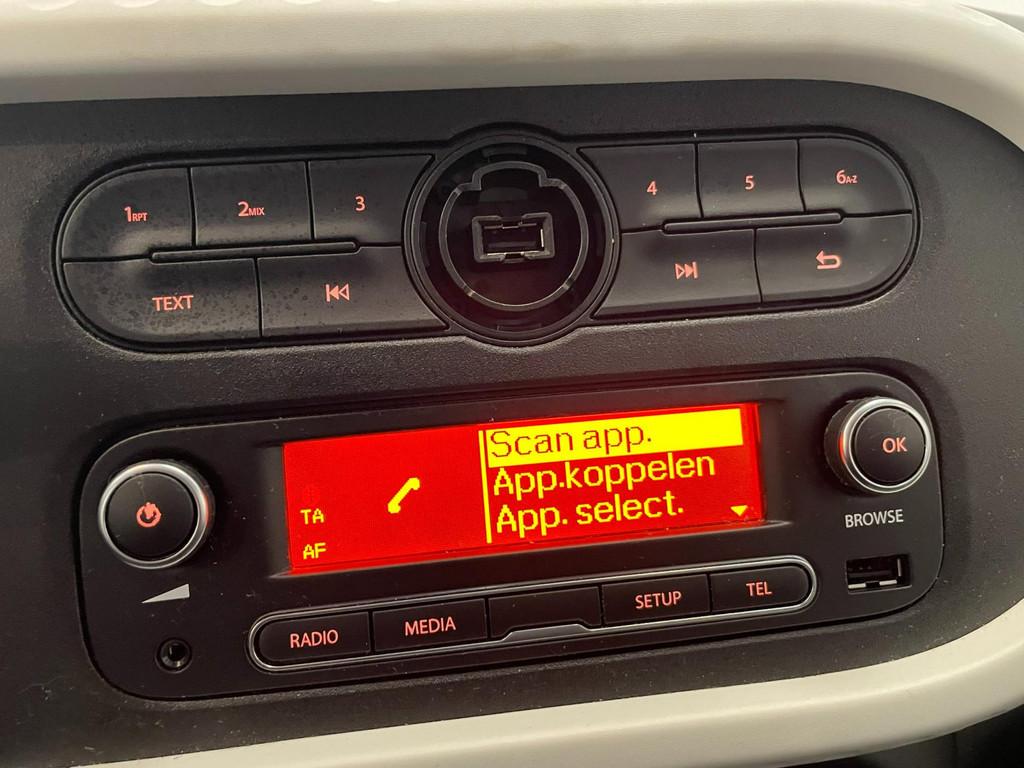 1RPT 2MIX 3 4 5 6A-Z
TEXT
Scan app.
App.koppelen
App. select.
TA
AF
OK
BROWSE
RADIO MEDIA SETUP TEL